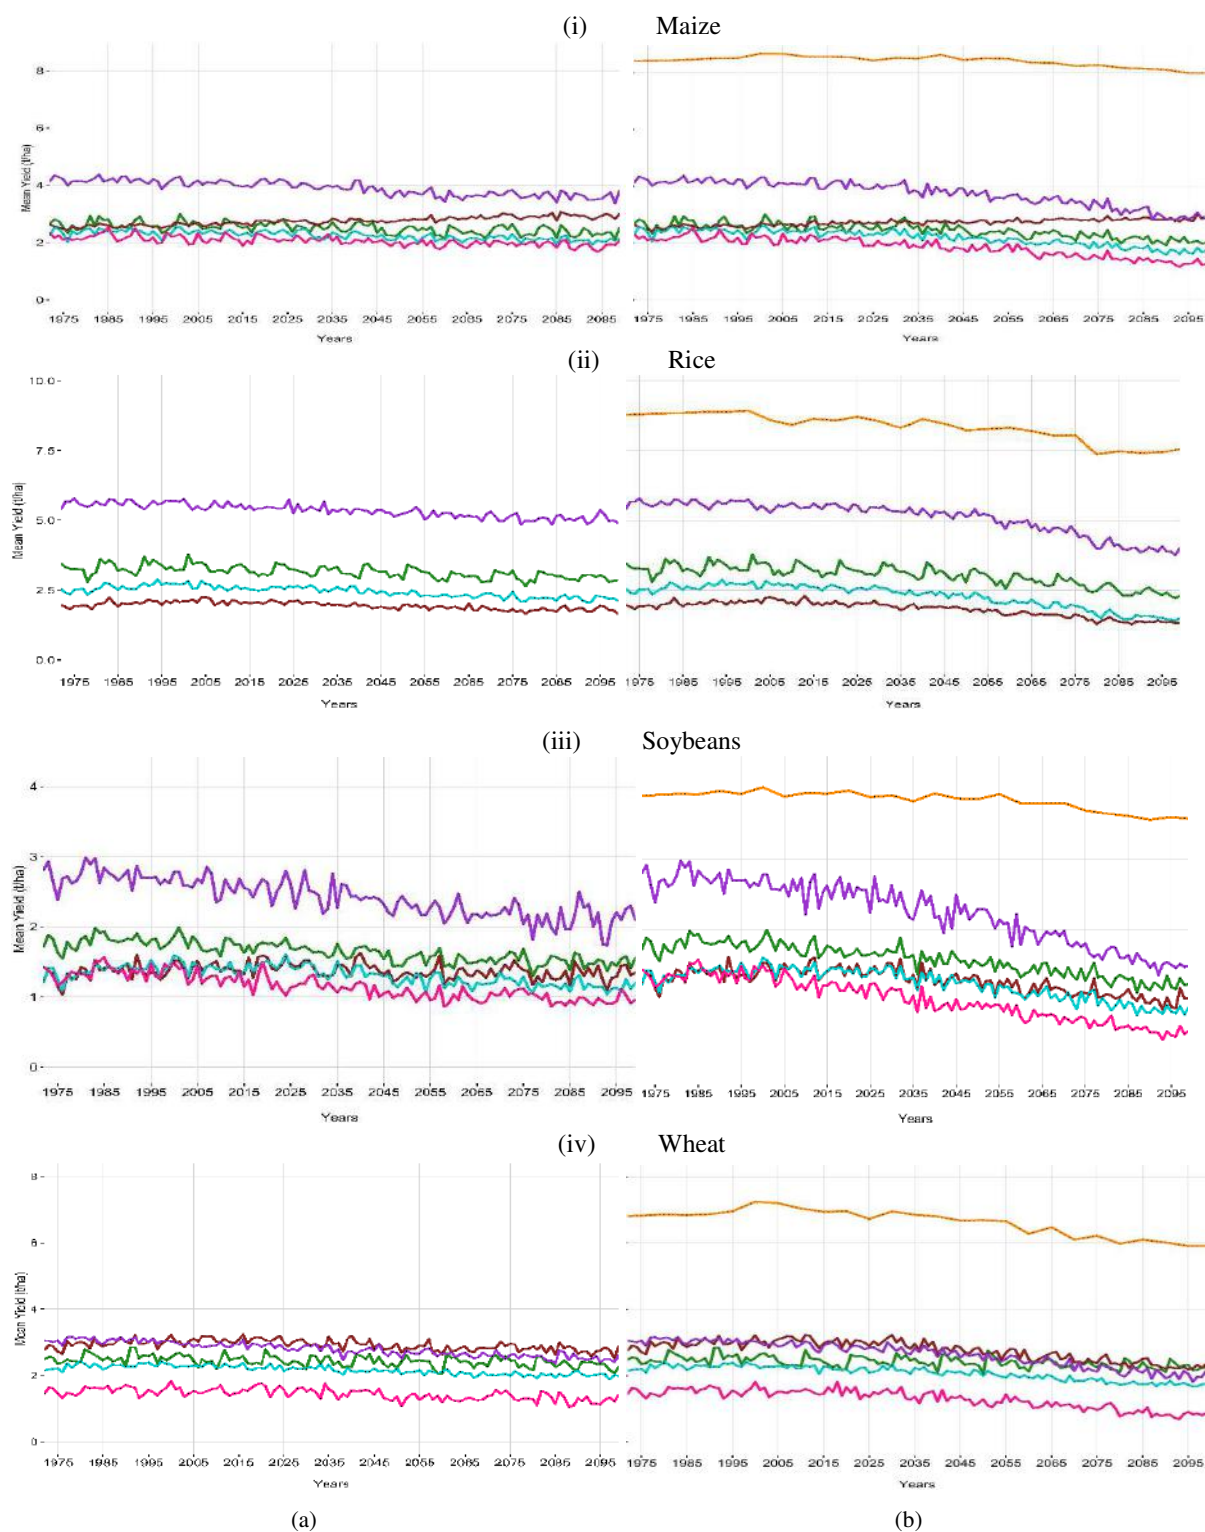 (i) Maize
8
6
4
2
0
Mean Yield (t/ha)
1975 1985 1995 2005 2015 2025 2035 2045 2055 2065 2075 2085 2095
Years
1975 1985 1995 2005 2015 2025 2035 2045 2055 2065 2075 2085 2095
Years
(ii) Rice
10.0
7.5
5.0
2.5
0.0
Mean Yield (t/ha)
1975 1985 1995 2005 2015 2025 2035 2045 2055 2065 2075 2085 2095
Years
1975 1985 1995 2005 2015 2025 2035 2045 2055 2065 2075 2085 2095
Years
(iii) Soybeans
4
3
2
1
0
Mean Yield (t/ha)
1975 1985 1995 2005 2015 2025 2035 2045 2055 2065 2075 2085 2095
Years
1975 1985 1995 2005 2015 2025 2035 2045 2055 2065 2075 2085 2095
Years
(iv) Wheat
8
6
4
2
0
Mean Yield (t/ha)
1975 1985 1995 2005 2015 2025 2035 2045 2055 2065 2075 2085 2095
Years
1975 1985 1995 2005 2015 2025 2035 2045 2055 2065 2075 2085 2095
Years
(a) (b)